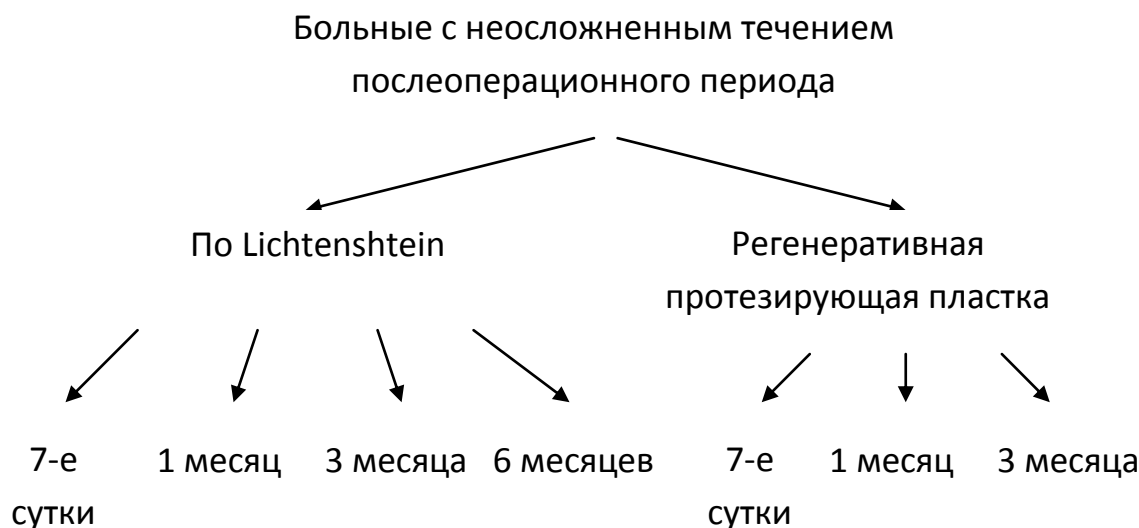 Больные с неосложненным течением
послеоперационного периода
По Lichtenshtein
Регенеративная
протезирующая пластка
7-е
сутки
1 месяц
3 месяца
6 месяцев
7-е
сутки
1 месяц
3 месяца